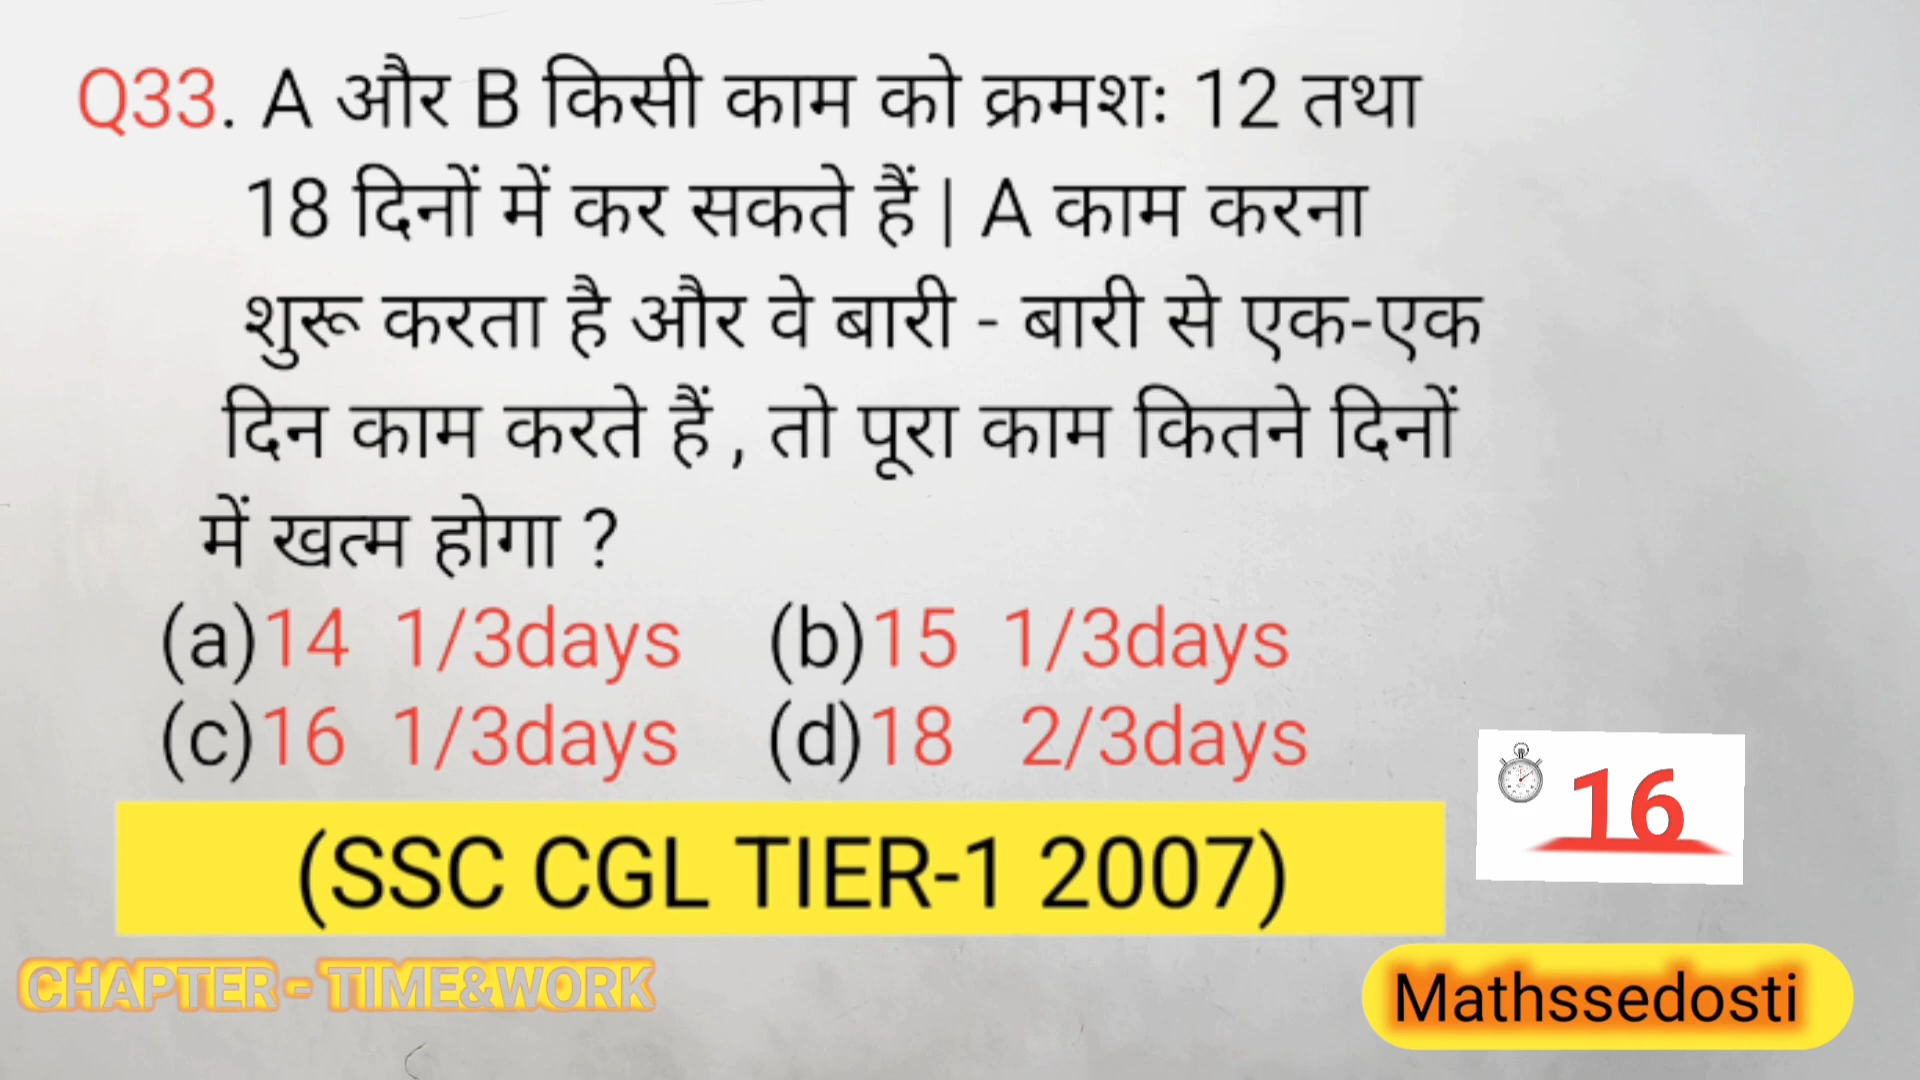 Q33. A और B किसी काम को क्रमशः 12 तथा
18 दिनों में कर सकते हैं | A काम करना
शुरू करता है और वे बारी - बारी से एक-एक
दिन काम करते हैं , तो पूरा काम कितने दिनों
में खत्म होगा ?
(a)14 1/3days (b)15 1/3days
(c)16 1/3days (d)18 2/3days
16
(SSC CGL TIER-1 2007)
CHAPTER - TIME&WORK
Mathssedosti